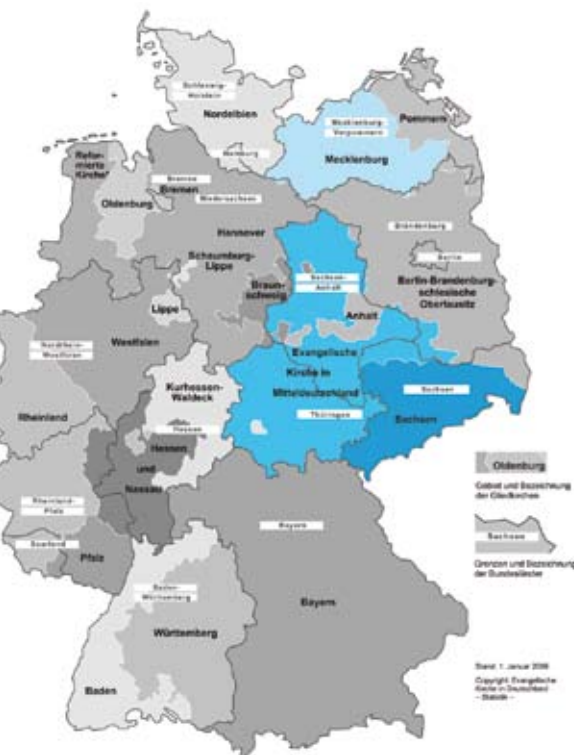 Schleswig-
Holstein
Nordelbien
Hamburg
Mecklenburg-
Vorpommern
Mecklenburg
Pommern
Refor-
mierte
Kirche*
Bremen
Bremen
Oldenburg
Niedersachsen
Hannover
Schaumburg-
Lippe
Braun-
schweig
Sachsen-
Anhalt
Anhalt
Brandenburg
Berlin
Berlin-Brandenburg-
schlesische
Oberlausitz
Lippe
Nordrhein-
Westfalen
Westfalen
Evangelische
Kirche in
Mitteldeutschland
Kurhessen-
Waldeck
Thüringen
Sachsen
Sachsen
Rheinland
Hessen
Hessen
und
Nassau
Rheinland-
Pfalz
Saarland
Pfalz
Bayern
Bayern
Baden-
Württemberg
Württemberg
Baden
Oldenburg
Gebiet und Bezeichnung
der Gliedkirchen
Sachsen
Grenzen und Bezeichnung
der Bundesländer
Stand: 1. Januar 2009
Copyright: Evangelische
Kirche in Deutschland
– Statistik –